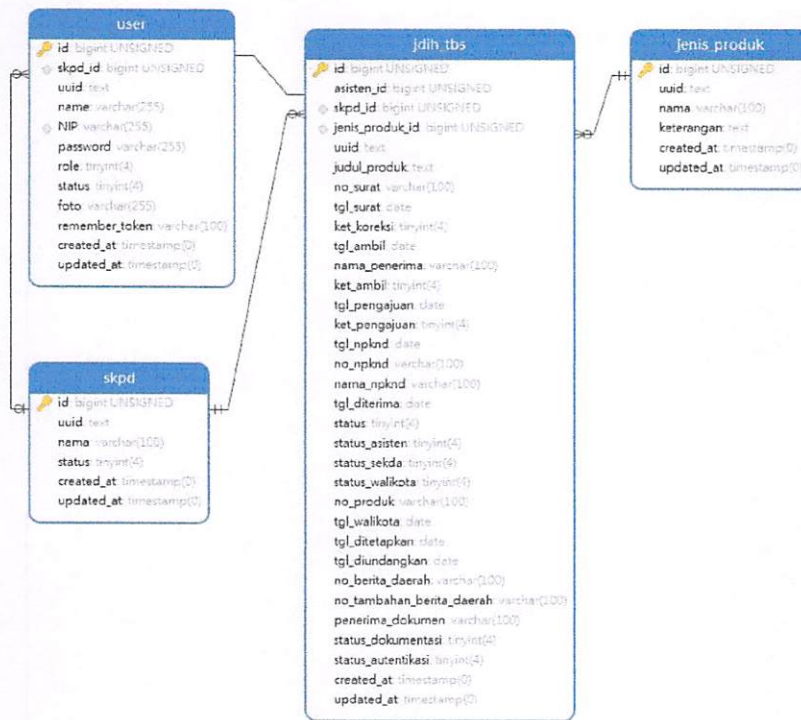 user
id: bigint UNSIGNED
skpd_id: bigint UNSIGNED
uuid: text
name: varchar(255)
NIP: varchar(255)
password: varchar(255)
role: tinyint(4)
status: tinyint(4)
foto: varchar(255)
remember_token: varchar(100)
created_at: timestamp(0)
updated_at: timestamp(0)
skpd
id: bigint UNSIGNED
uuid: text
nama: varchar(100)
status: tinyint(4)
created_at: timestamp(0)
updated_at: timestamp(0)
jdih_tbs
id: bigint UNSIGNED
asisten_id: bigint UNSIGNED
skpd_id: bigint UNSIGNED
jenis_produk_id: bigint UNSIGNED
uuid: text
judul_produk: text
no_surat: varchar(100)
tgl_surat: date
ket_koreksi: tinyint(4)
tgl_ambil: date
nama_penerima: varchar(100)
ket_ambil: tinyint(4)
tgl_pengajuan: date
ket_pengajuan: tinyint(4)
tgl_npknd: date
no_npknd: varchar(100)
nama_npknd: varchar(100)
tgl_diterima: date
status: tinyint(4)
status_asisten: tinyint(4)
status_sekda: tinyint(4)
status_walikota: tinyint(4)
no_produk: varchar(100)
tgl_walikota: date
tgl_ditetapkan: date
tgl_diundangkan: date
no_berita_daerah: varchar(100)
no_tambahan_berita_daerah: varchar(100)
penerima_dokumen: varchar(100)
status_dokumentasi: tinyint(4)
status_autentikasi: tinyint(4)
created_at: timestamp(0)
updated_at: timestamp(0)
jenis_produk
id: bigint UNSIGNED
uuid: text
nama: varchar(100)
keterangan: text
created_at: timestamp(0)
updated_at: timestamp(0)